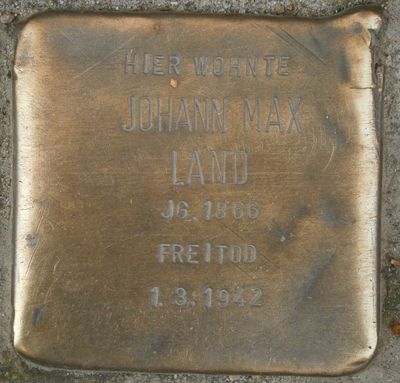 HIER WOHNTE
JOHANN MAX
LAND
JG. 1866
FREITOD
1.3.1942